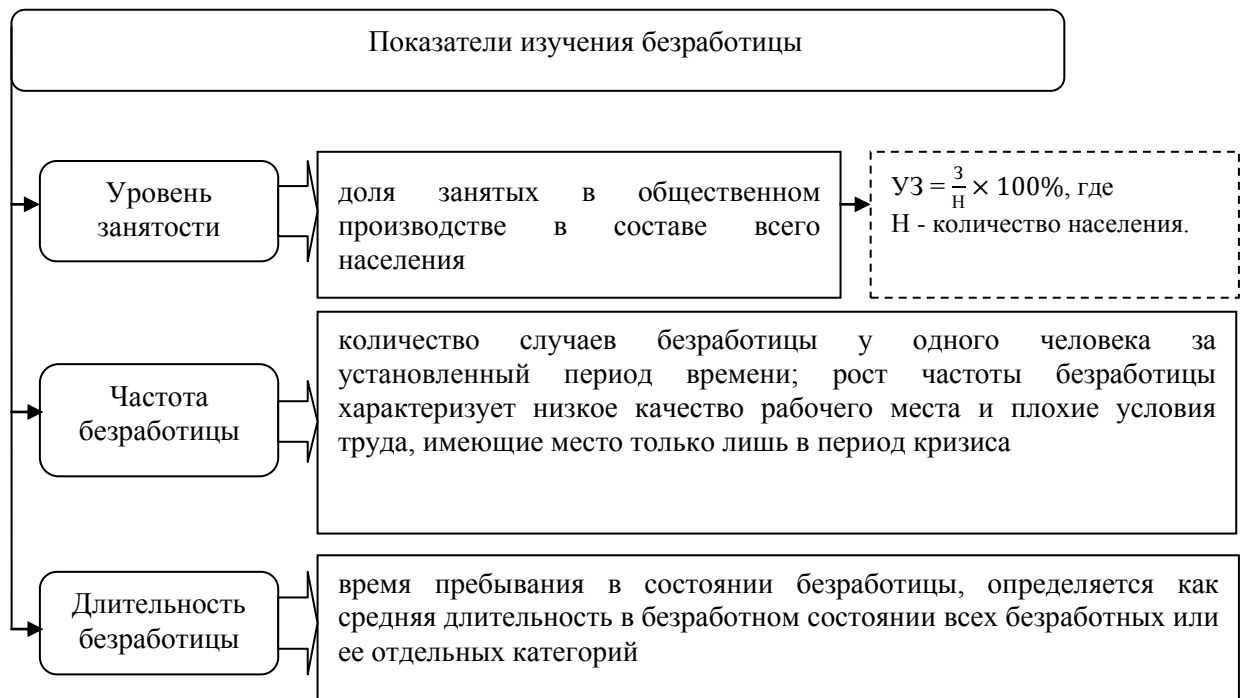 Показатели изучения безработицы
Уровень
занятости
доля занятых в общественном
производстве в составе всего
населения
УЗ = З/Н × 100%, где
Н - количество населения.
Частота
безработицы
количество случаев безработицы у одного человека за
установленный период времени; рост частоты безработицы
характеризует низкое качество рабочего места и плохие условия
труда, имеющие место только лишь в период кризиса
Длительность
безработицы
время пребывания в состоянии безработицы, определяется как
средняя длительность в безработном состоянии всех безработных или
ее отдельных категорий